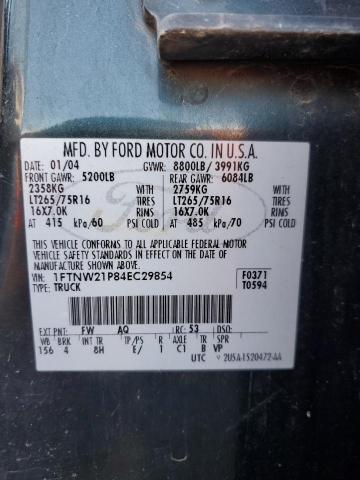 MFD. BY FORD MOTOR CO. IN U.S.A.
DATE: 01/04 GVWR: 8800LB/ 3991KG
FRONT GAWR: 5200LB REAR GAWR: 6084LB
2358KG WITH 2759KG WITH
LT265/75R16 TIRES LT265/75R16 TIRES
16X7.0K RIMS 16X7.0K RIMS
AT 415 kPa/60 PSI COLD AT 485 kPa/70 PSI COLD
THIS VEHICLE CONFORMS TO ALL APPLICABLE FEDERAL MOTOR VEHICLE
SAFETY STANDARDS IN EFFECT ON THE DATE OF MANUFACTURE SHOWN ABOVE.
VIN: 1FTNW21P84EC29854 F0371
TYPE: TRUCK T0594
EXT PNT: FW AQ RC: 53 DSO:
WB BRK INT TR TP/PS R AXLE TR SPR
156 4 8H E/ 1 C1 B VP
UTC 2U5A-1520472-AA